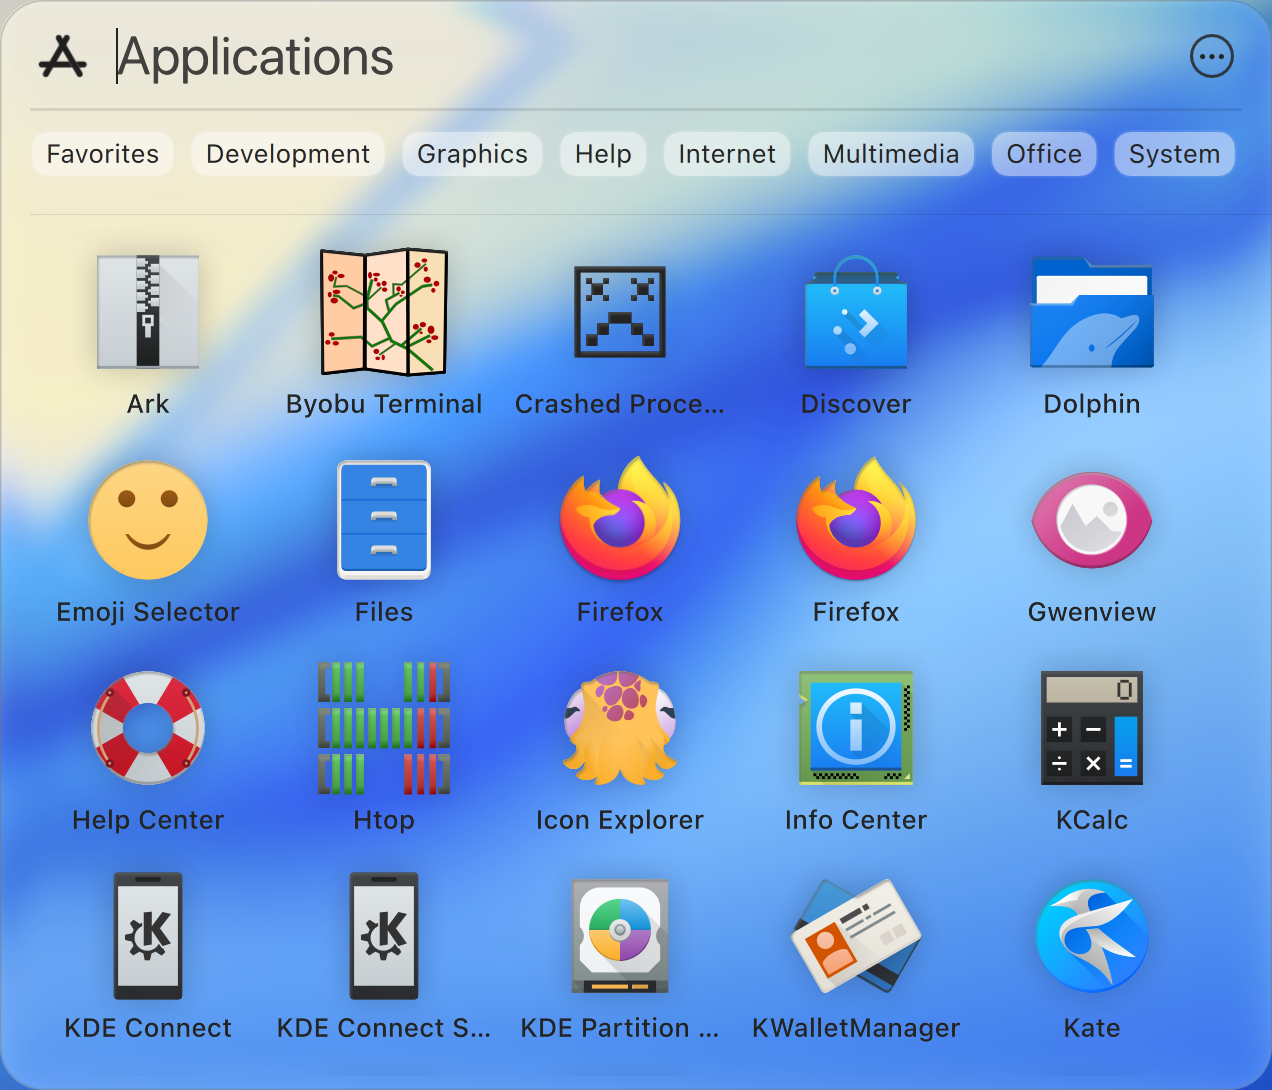 Applications
Favorites Development Graphics Help Internet Multimedia Office System
Ark Byobu Terminal Crashed Proce... Discover Dolphin
Emoji Selector Files Firefox Firefox Gwenview
0
+ −
÷ × =
Help Center Htop Icon Explorer Info Center KCalc
KDE Connect KDE Connect S... KDE Partition ... KWalletManager Kate